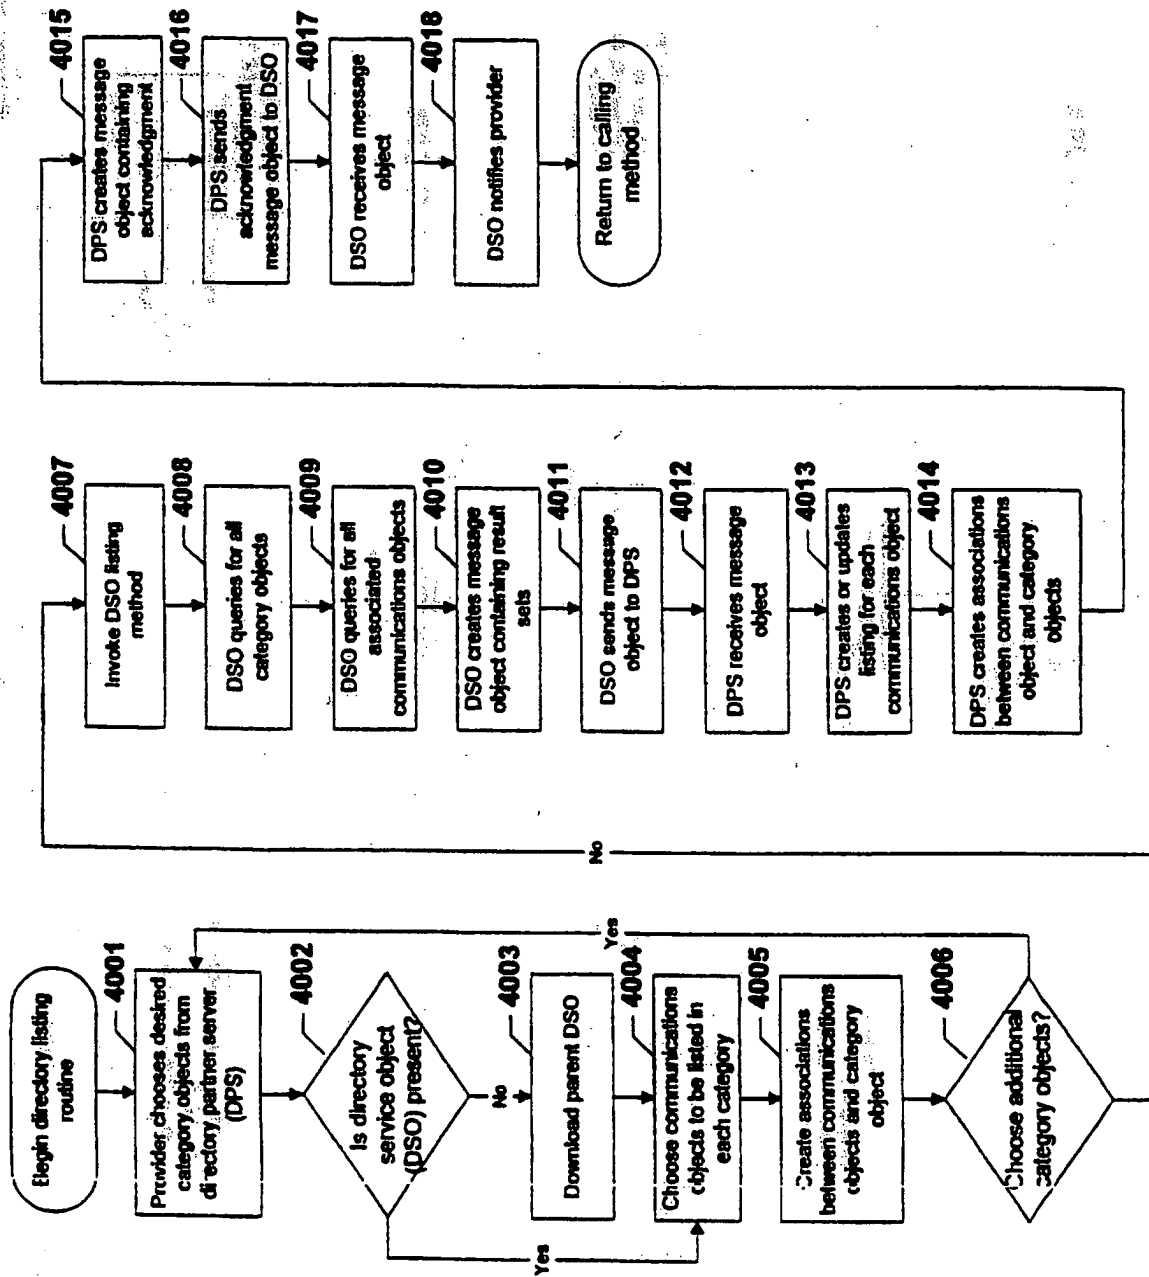 Begin directory listing
routine
4001
Provider chooses desired
category objects from
directory partner server
(DPS)
4002
Is directory
service object
(DSO) present?
No
Yes
4003
Download parent DSO
4004
Choose communications
objects to be listed in
each category
4005
Create associations
between communications
objects and category
object
4006
Choose additional
category objects?
Yes
No
4007
Invoke DSO listing
method
4008
DSO queries for all
category objects
4009
DSO queries for all
associated
communications objects
4010
DSO creates message
object containing result
sets
4011
DSO sends message
object to DPS
4012
DPS receives message
object
4013
DPS creates or updates
listing for each
communications object
4014
DPS creates associations
between communications
object and category
objects
4015
DPS creates message
object containing
acknowledgment
4016
DPS sends
acknowledgment
message object to DSO
4017
DSO receives message
object
4018
DSO notifies provider
Return to calling
method